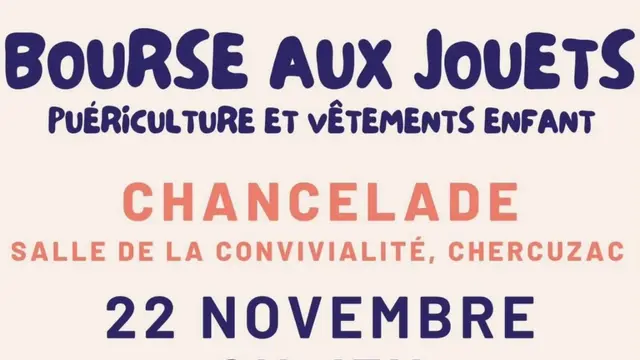 BOURSE AUX JOUETS
PUÉRICULTURE ET VÊTEMENTS ENFANT
CHANCELADE
SALLE DE LA CONVIVIALITÉ, CHERCUZAC
22 NOVEMBRE